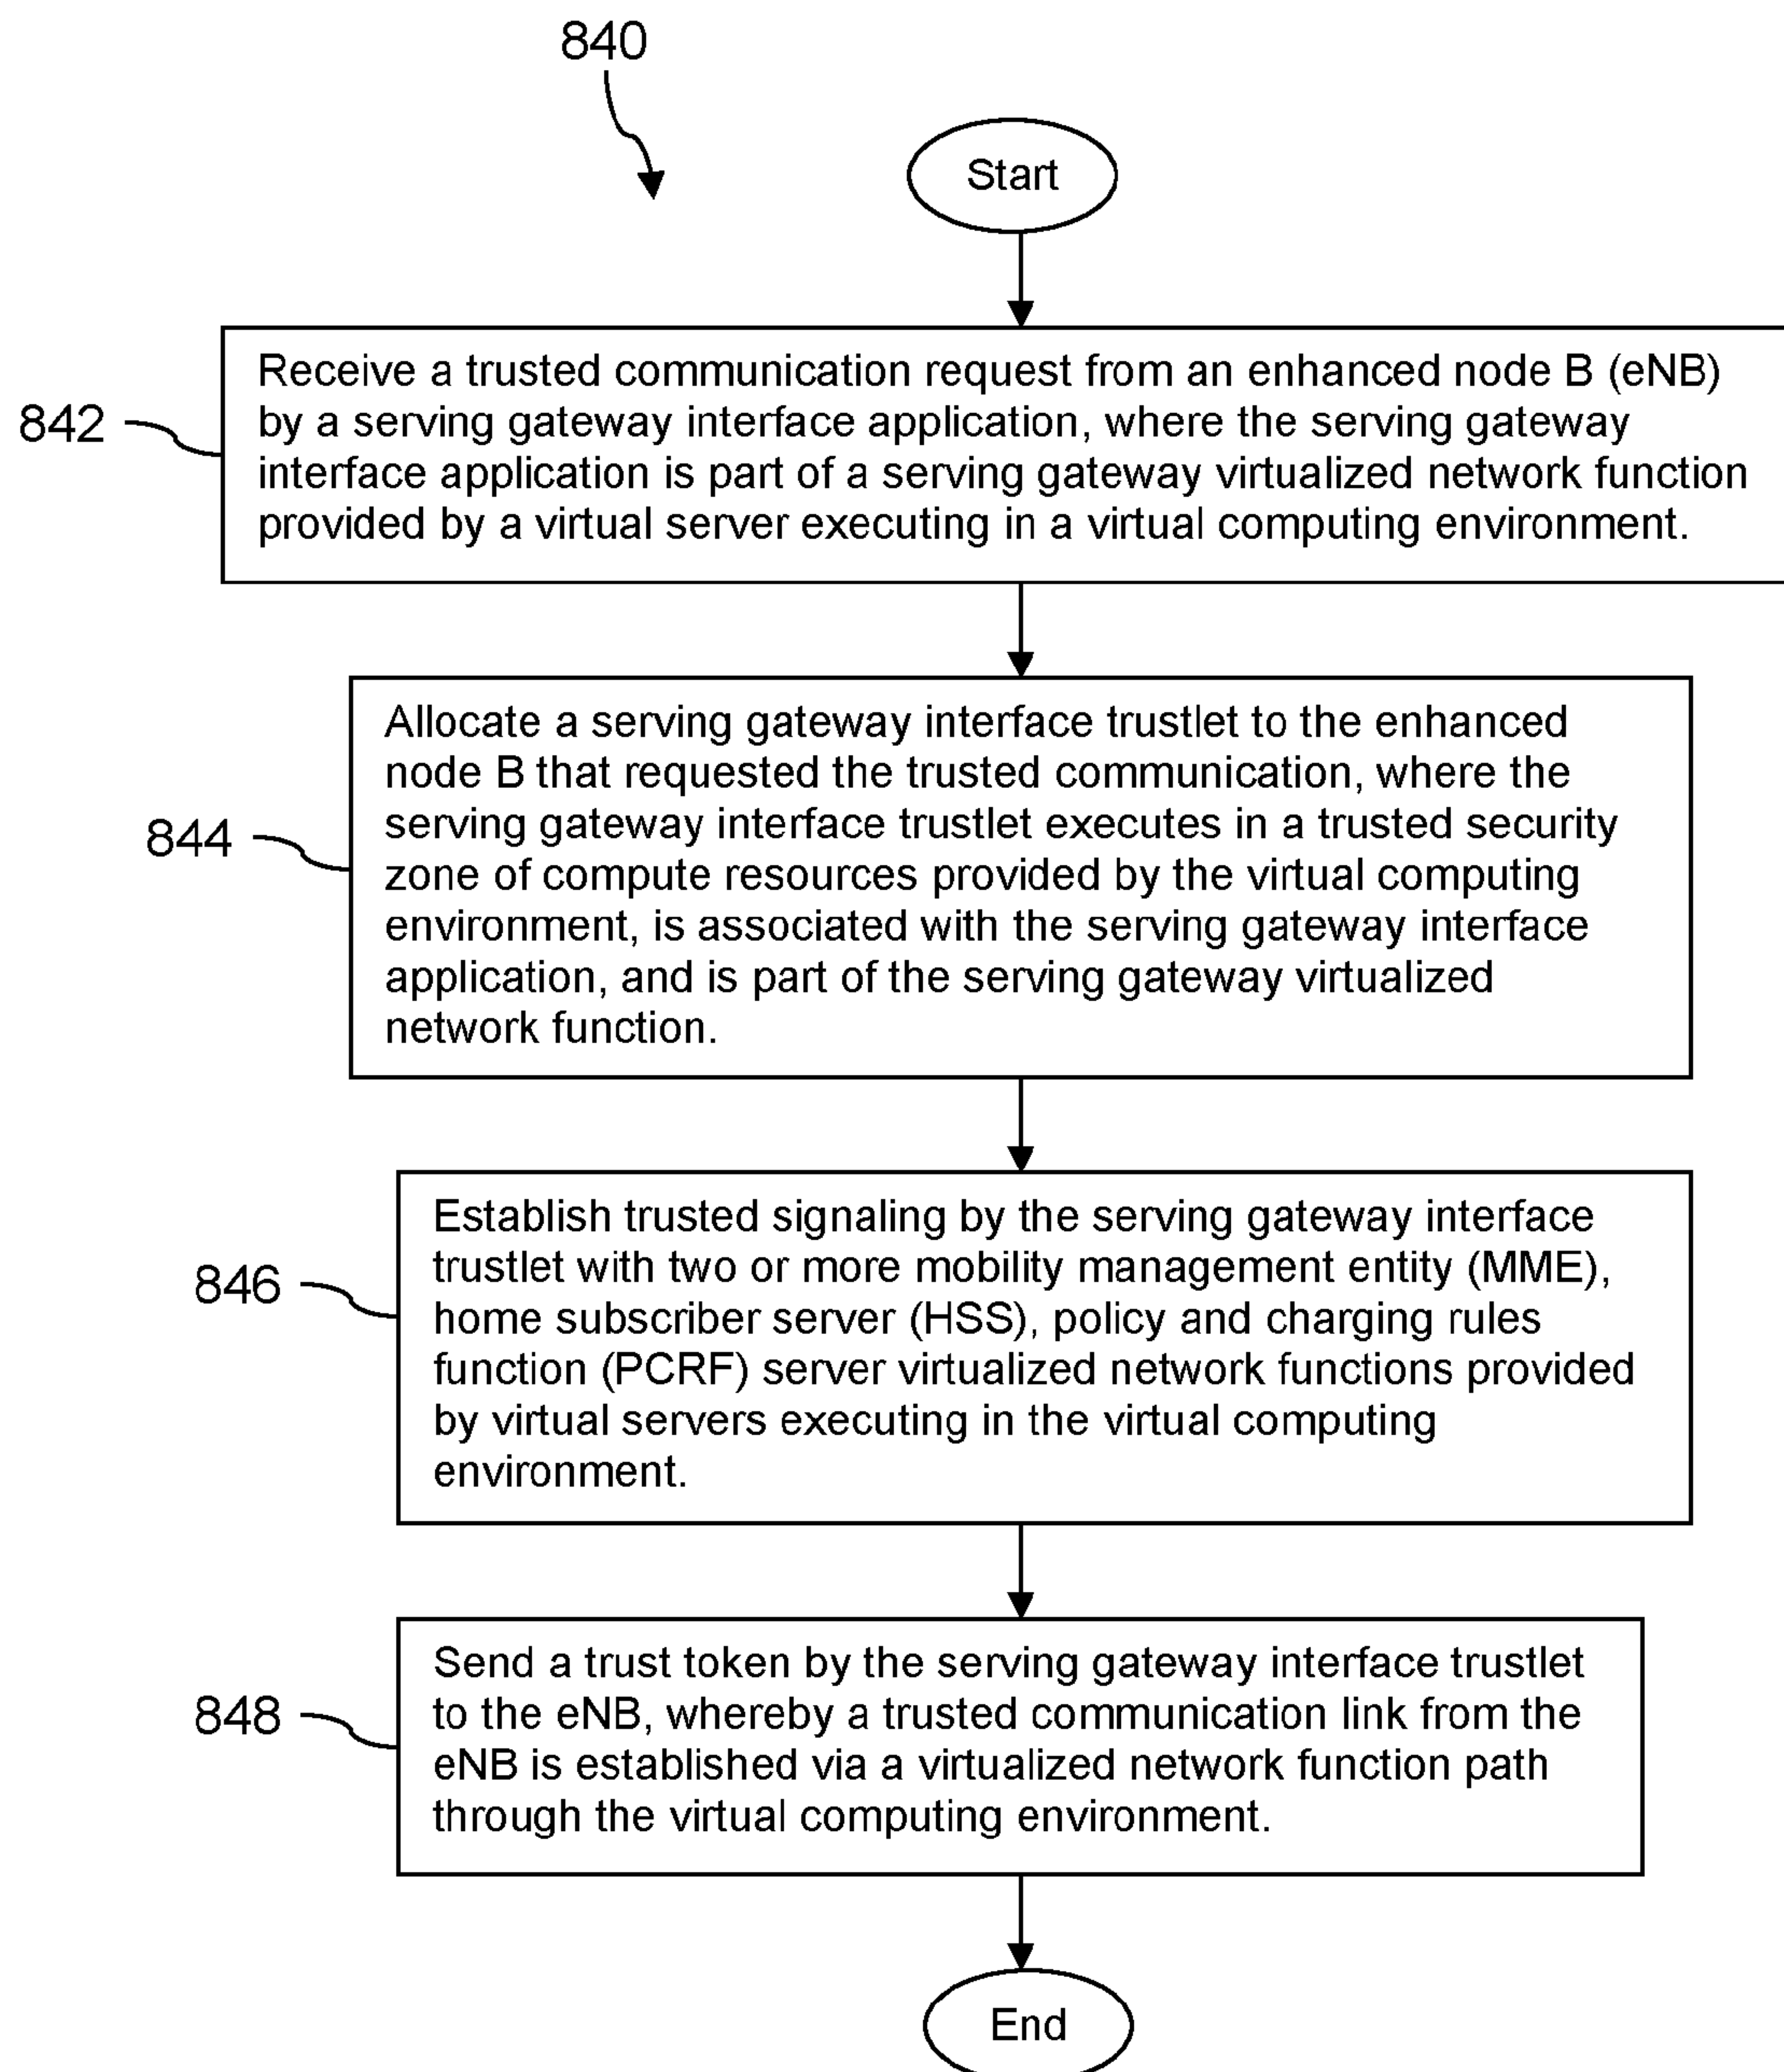 840
Start
842
Receive a trusted communication request from an enhanced node B (eNB)
by a serving gateway interface application, where the serving gateway
interface application is part of a serving gateway virtualized network function
provided by a virtual server executing in a virtual computing environment.
844
Allocate a serving gateway interface trustlet to the enhanced
node B that requested the trusted communication, where the
serving gateway interface trustlet executes in a trusted security
zone of compute resources provided by the virtual computing
environment, is associated with the serving gateway interface
application, and is part of the serving gateway virtualized
network function.
846
Establish trusted signaling by the serving gateway interface
trustlet with two or more mobility management entity (MME),
home subscriber server (HSS), policy and charging rules
function (PCRF) server virtualized network functions provided
by virtual servers executing in the virtual computing
environment.
848
Send a trust token by the serving gateway interface trustlet
to the eNB, whereby a trusted communication link from the
eNB is established via a virtualized network function path
through the virtual computing environment.
End